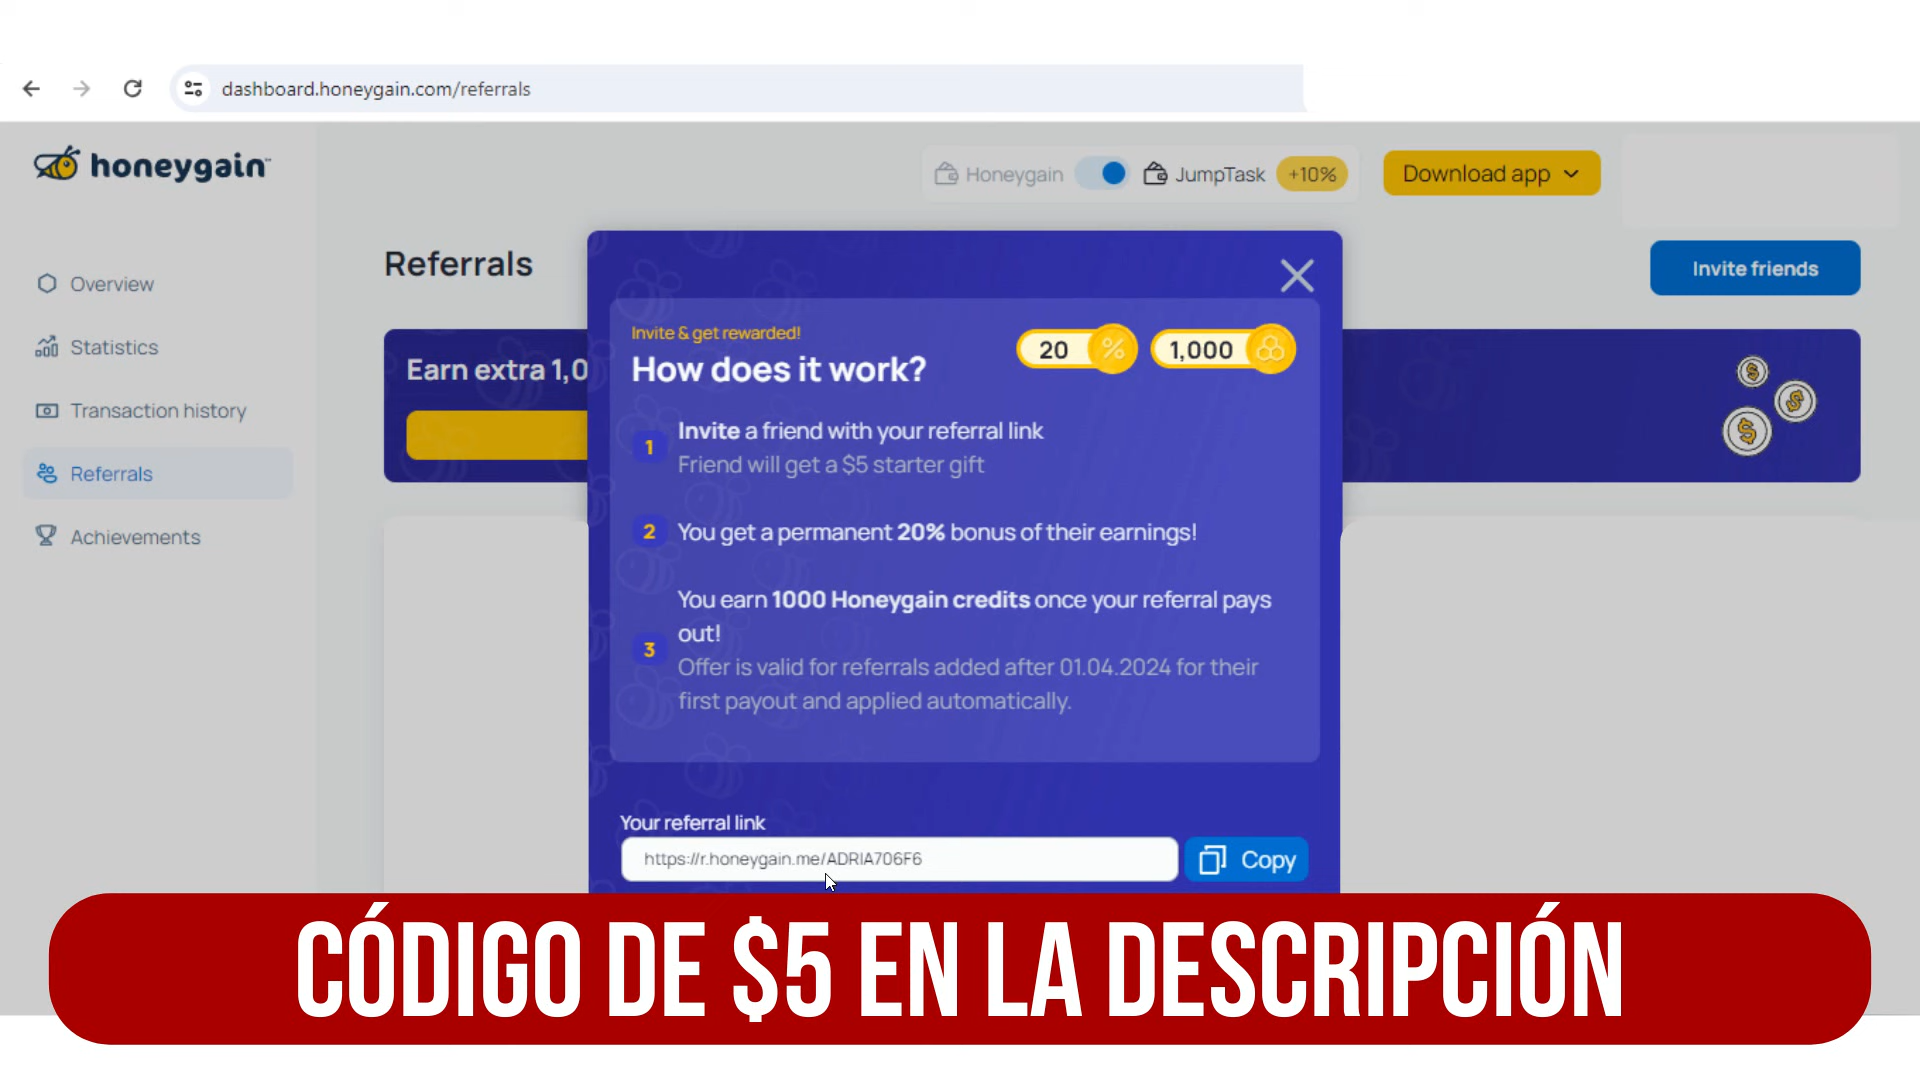 dashboard.honeygain.com/referrals
honeygain
Honeygain
JumpTask
+10%
Download app
Overview
Statistics
Transaction history
Referrals
Achievements
Referrals
Invite friends
Earn extra 1,0
Invite & get rewarded!
How does it work?
20 %
1,000
1 Invite a friend with your referral link
Friend will get a $5 starter gift
2 You get a permanent 20% bonus of their earnings!
You earn 1000 Honeygain credits once your referral pays
out!
3
Offer is valid for referrals added after 01.04.2024 for their
first payout and applied automatically.
Your referral link
https://r.honeygain.me/ADRIA706F6
Copy
CÓDIGO DE $5 EN LA DESCRIPCIÓN